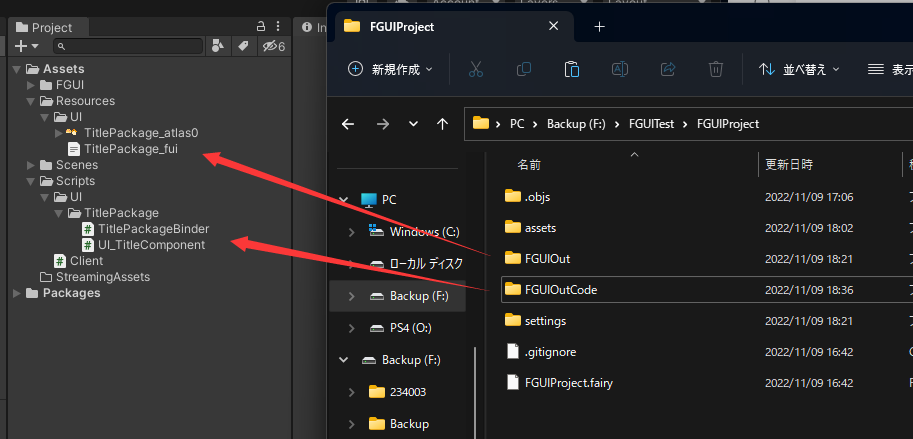 Project
6
Assets
FGUI
Resources
UI
TitlePackage_atlas0
TitlePackage_fui
Scenes
Scripts
UI
TitlePackage
TitlePackageBinder
UI_TitleComponent
Client
StreamingAssets
Packages
In
FGUIProject
新規作成
並べ替え
表示
PC
Backup (F:)
FGUITest
FGUIProject
PC
Windows (C:)
ローカル ディスク
Backup (F:)
PS4 (O:)
Backup (F:)
234003
Backup
名前
更新日時
.objs
2022/11/09 17:06
assets
2022/11/09 18:02
FGUIOut
2022/11/09 18:21
FGUIOutCode
2022/11/09 18:36
settings
2022/11/09 18:21
.gitignore
2022/11/09 16:42
FGUIProject.fairy
2022/11/09 16:42